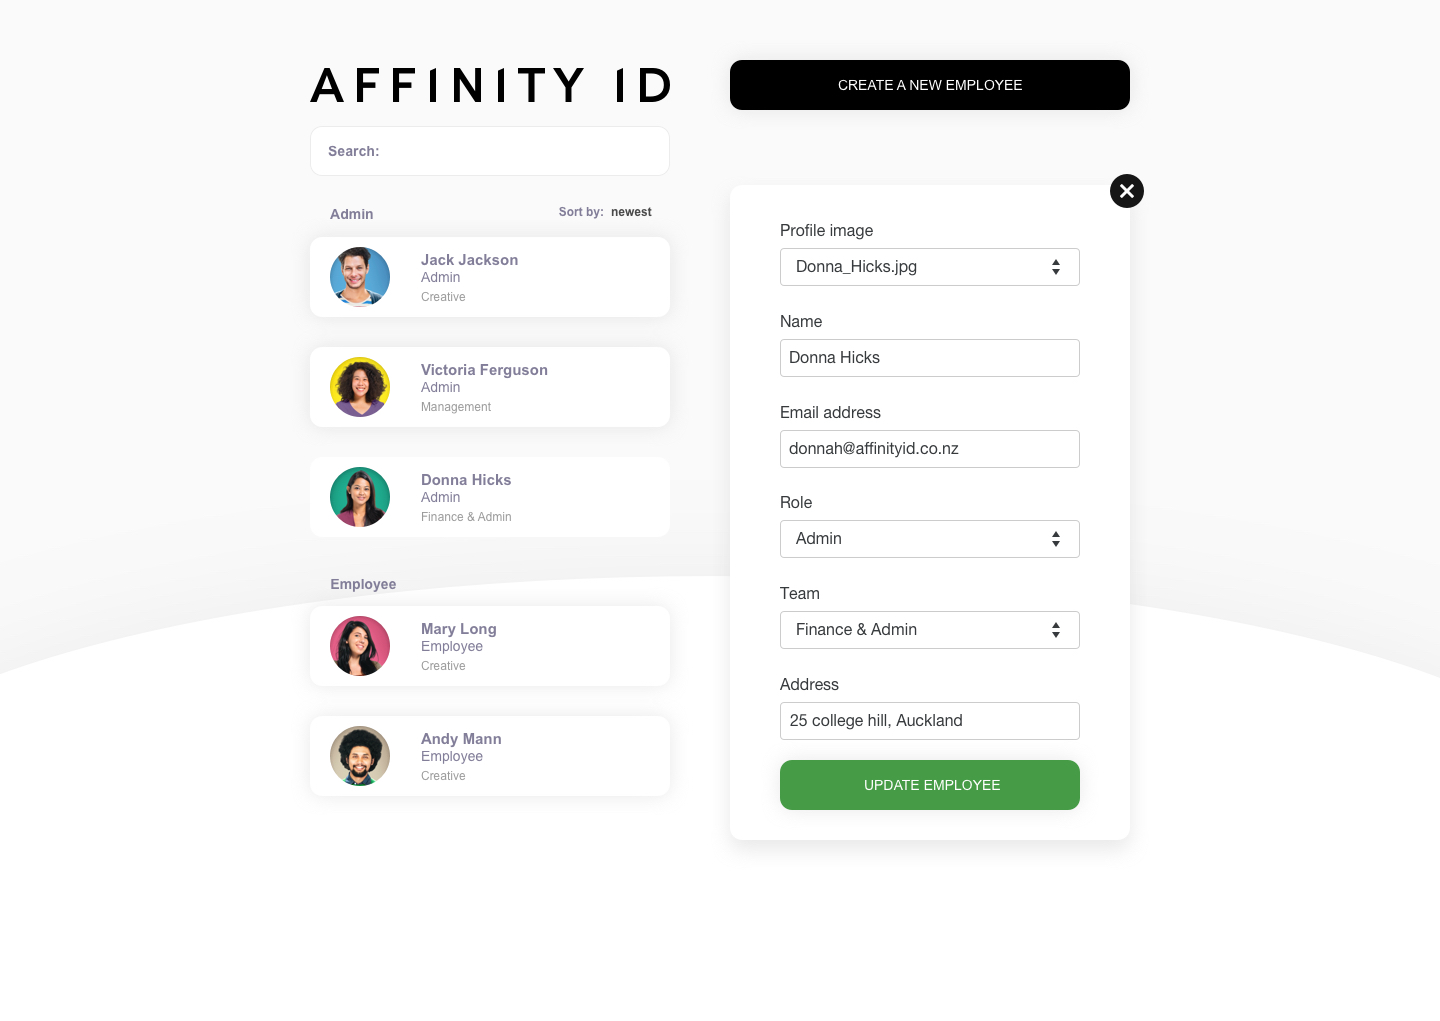 AFFINITY ID
CREATE A NEW EMPLOYEE
Search:
Admin
Sort by: newest
Jack Jackson
Admin
Creative
Victoria Ferguson
Admin
Management
Donna Hicks
Admin
Finance & Admin
Employee
Mary Long
Employee
Creative
Andy Mann
Employee
Creative
Profile image
Donna_Hicks.jpg
Name
Donna Hicks
Email address
donnah@affinityid.co.nz
Role
Admin
Team
Finance & Admin
Address
25 college hill, Auckland
UPDATE EMPLOYEE